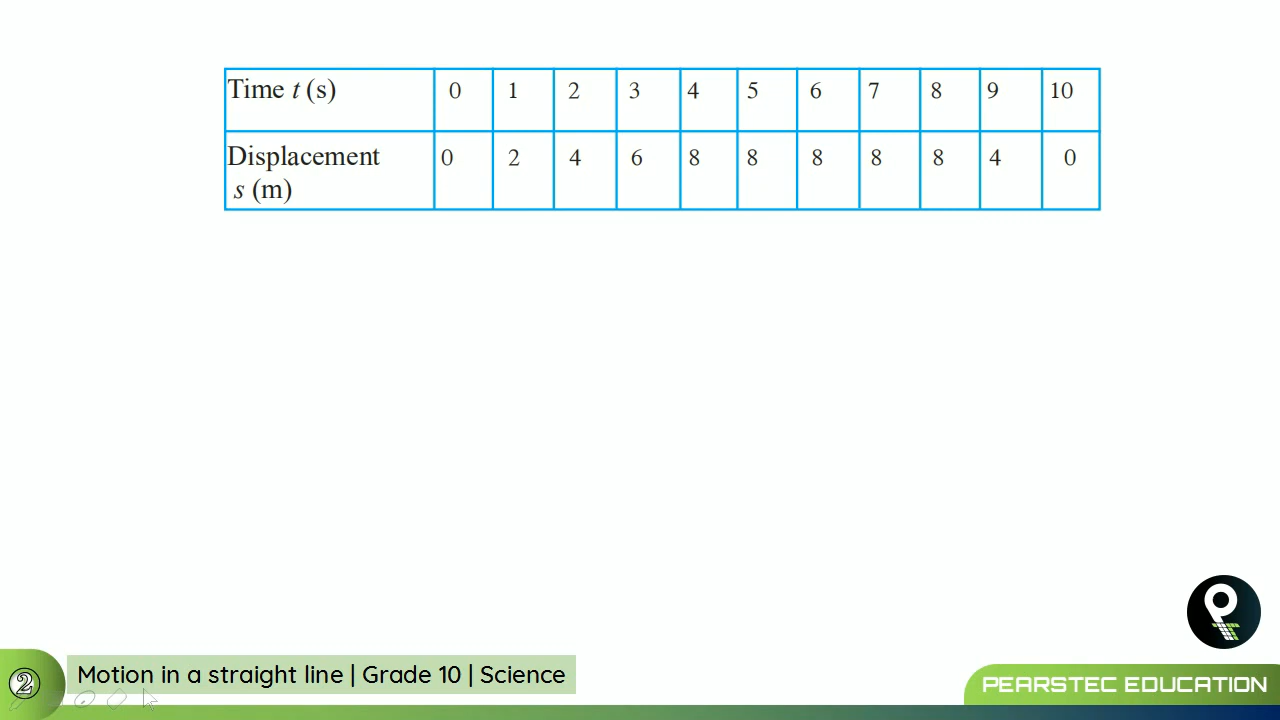 Time t (s) 0 1 2 3 4 5 6 7 8 9 10
Displacement 0 2 4 6 8 8 8 8 8 4 0
s (m)
2 Motion in a straight line | Grade 10 | Science
PEARSTEC EDUCATION